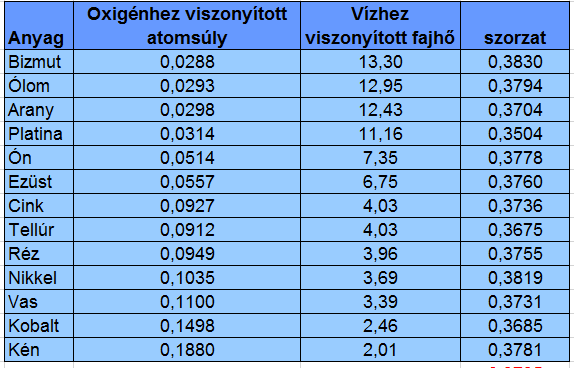 Anyag Oxigénhez viszonyított atomsúly Vízhez viszonyított fajhő szorzat
Bizmut 0,0288 13,30 0,3830
Ólom 0,0293 12,95 0,3794
Arany 0,0298 12,43 0,3704
Platina 0,0314 11,16 0,3504
Ón 0,0514 7,35 0,3778
Ezüst 0,0557 6,75 0,3760
Cink 0,0927 4,03 0,3736
Tellúr 0,0912 4,03 0,3675
Réz 0,0949 3,96 0,3755
Nikkel 0,1035 3,69 0,3819
Vas 0,1100 3,39 0,3731
Kobalt 0,1498 2,46 0,3685
Kén 0,1880 2,01 0,3781